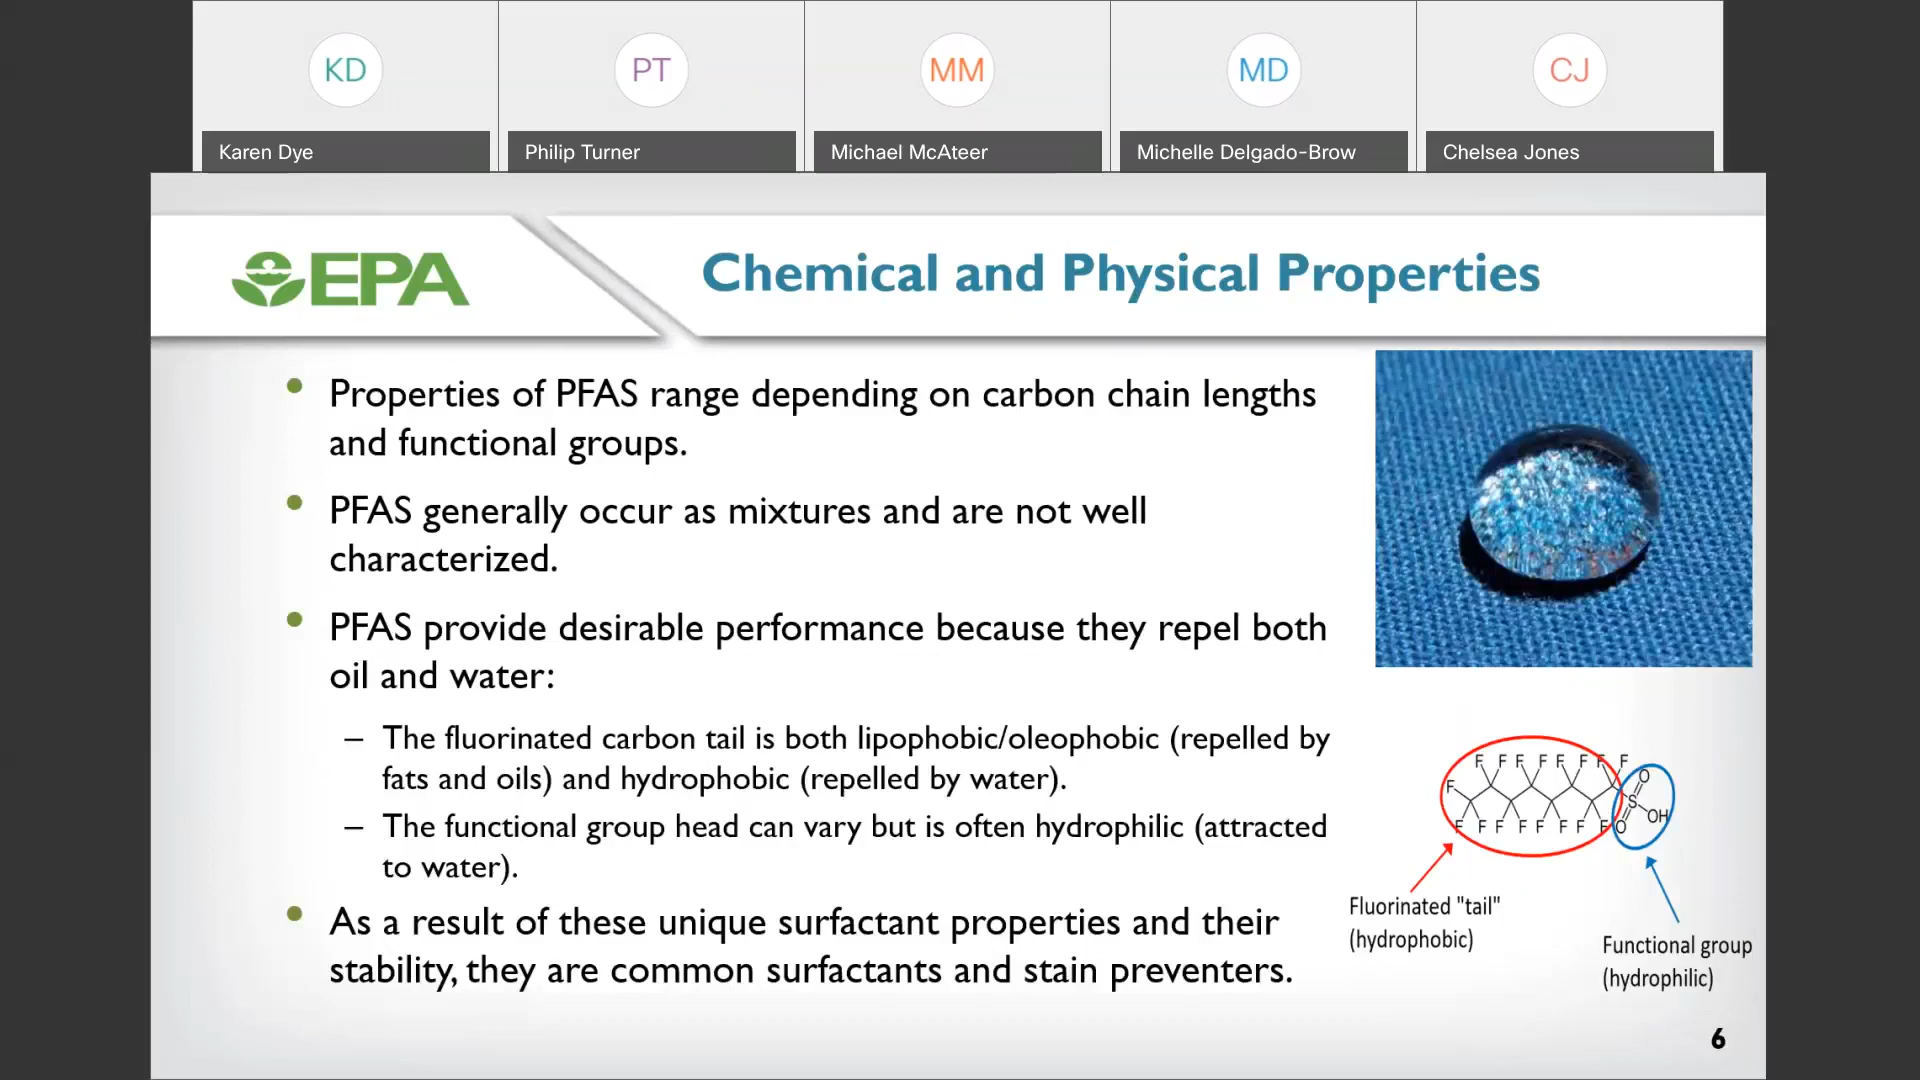 KD
PT
MM
MD
CJ
Karen Dye
Philip Turner
Michael McAteer
Michelle Delgado-Brow
Chelsea Jones
EPA
Chemical and Physical Properties
• Properties of PFAS range depending on carbon chain lengths
and functional groups.
• PFAS generally occur as mixtures and are not well
characterized.
• PFAS provide desirable performance because they repel both
oil and water:
– The fluorinated carbon tail is both lipophobic/oleophobic (repelled by
fats and oils) and hydrophobic (repelled by water).
– The functional group head can vary but is often hydrophilic (attracted
to water).
• As a result of these unique surfactant properties and their
stability, they are common surfactants and stain preventers.
F F F F F F F F
F O
S
OH
F F F F F F F F O
Fluorinated "tail"
(hydrophobic)
Functional group
(hydrophilic)
6